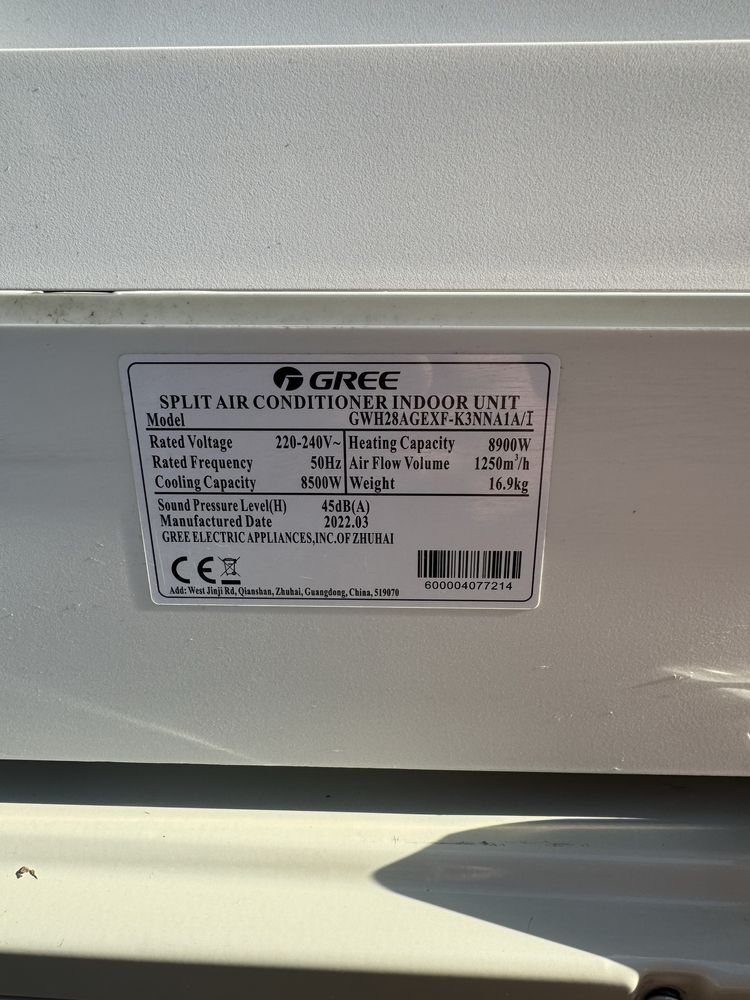 GREE
SPLIT AIR CONDITIONER INDOOR UNIT
Model GWH28AGEXF-K3NNA1A/I
Rated Voltage 220-240V~ Heating Capacity 8900W
Rated Frequency 50Hz Air Flow Volume 1250m³/h
Cooling Capacity 8500W Weight 16.9kg
Sound Pressure Level(H) 45dB(A)
Manufactured Date 2022.03
GREE ELECTRIC APPLIANCES,INC.OF ZHUHAI
CE
600004077214
Add: West Jinji Rd, Qianshan, Zhuhai, Guangdong, China, 519070